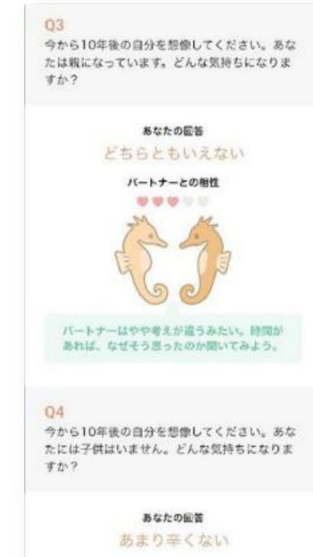 Q3
今から10年後の自分を想像してください。あな
たは親になっています。どんな気持ちになりま
すか？
あなたの回答
どちらともいえない
パートナーとの相性
パートナーはやや考えが違うみたい。時間が
あれば、なぜそう思ったのか聞いてみよう。
Q4
今から10年後の自分を想像してください。あな
たには子供はいません。どんな気持ちになりま
すか？
あなたの回答
あまり辛くない